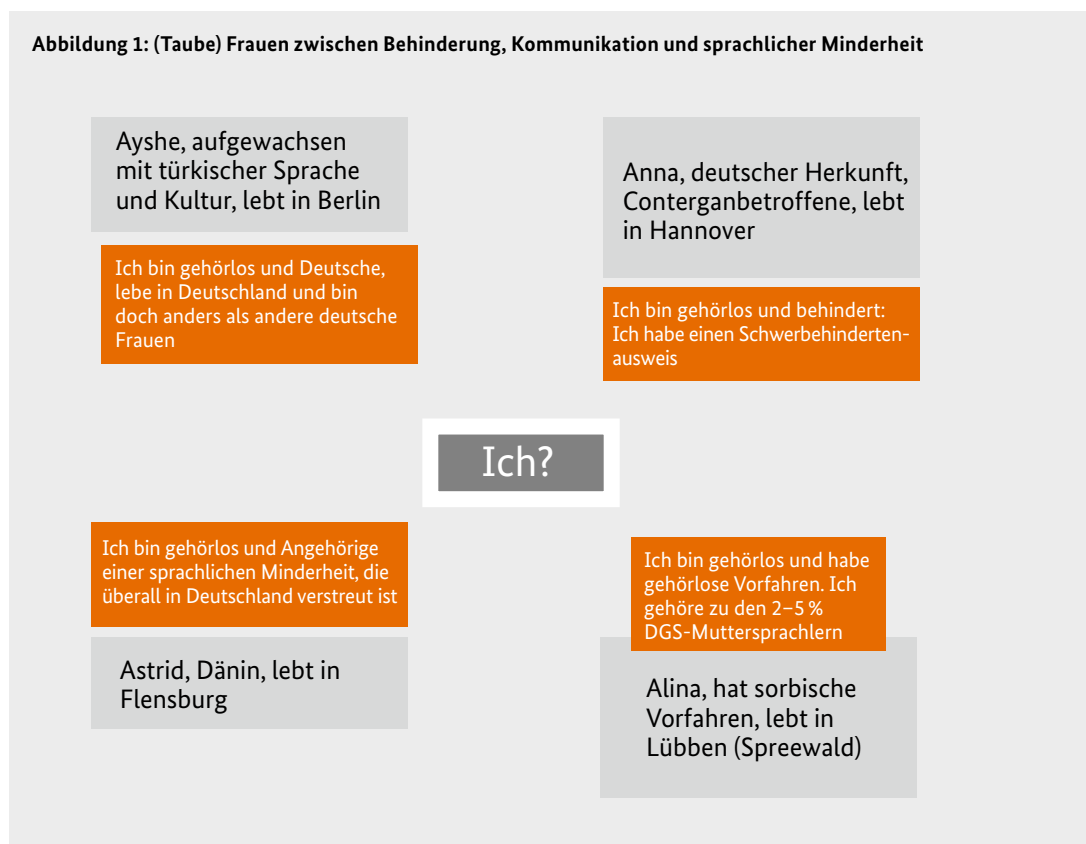 Abbildung 1: (Taube) Frauen zwischen Behinderung, Kommunikation und sprachlicher Minderheit
Ayshe, aufgewachsen
mit türkischer Sprache
und Kultur, lebt in Berlin
Ich bin gehörlos und Deutsche,
lebe in Deutschland und bin
doch anders als andere deutsche
Frauen
Anna, deutscher Herkunft,
Conterganbetroffene, lebt
in Hannover
Ich bin gehörlos und behindert:
Ich habe einen Schwerbehinderten-
ausweis
Ich?
Ich bin gehörlos und Angehörige
einer sprachlichen Minderheit, die
überall in Deutschland verstreut ist
Astrid, Dänin, lebt in
Flensburg
Ich bin gehörlos und habe
gehörlose Vorfahren. Ich
gehöre zu den 2–5 %
DGS-Muttersprachlern
Alina, hat sorbische
Vorfahren, lebt in
Lübben (Spreewald)